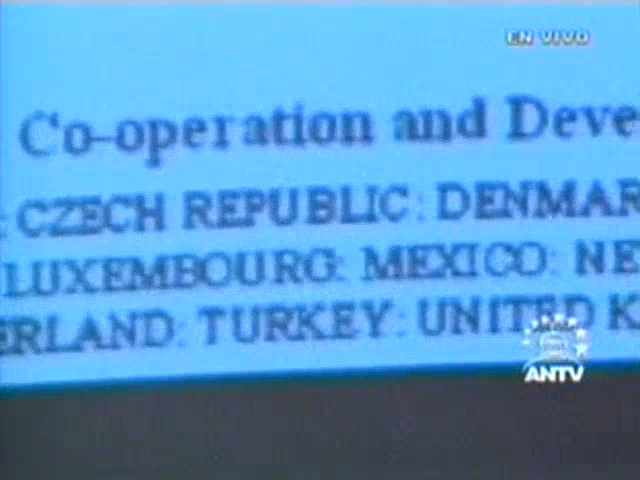 EN VIVO
Co-operation and Deve
: CZECH REPUBLIC: DENMAR
LUXEMBOURG: MEXICO: NE
ERLAND: TURKEY: UNITED K
ANTV